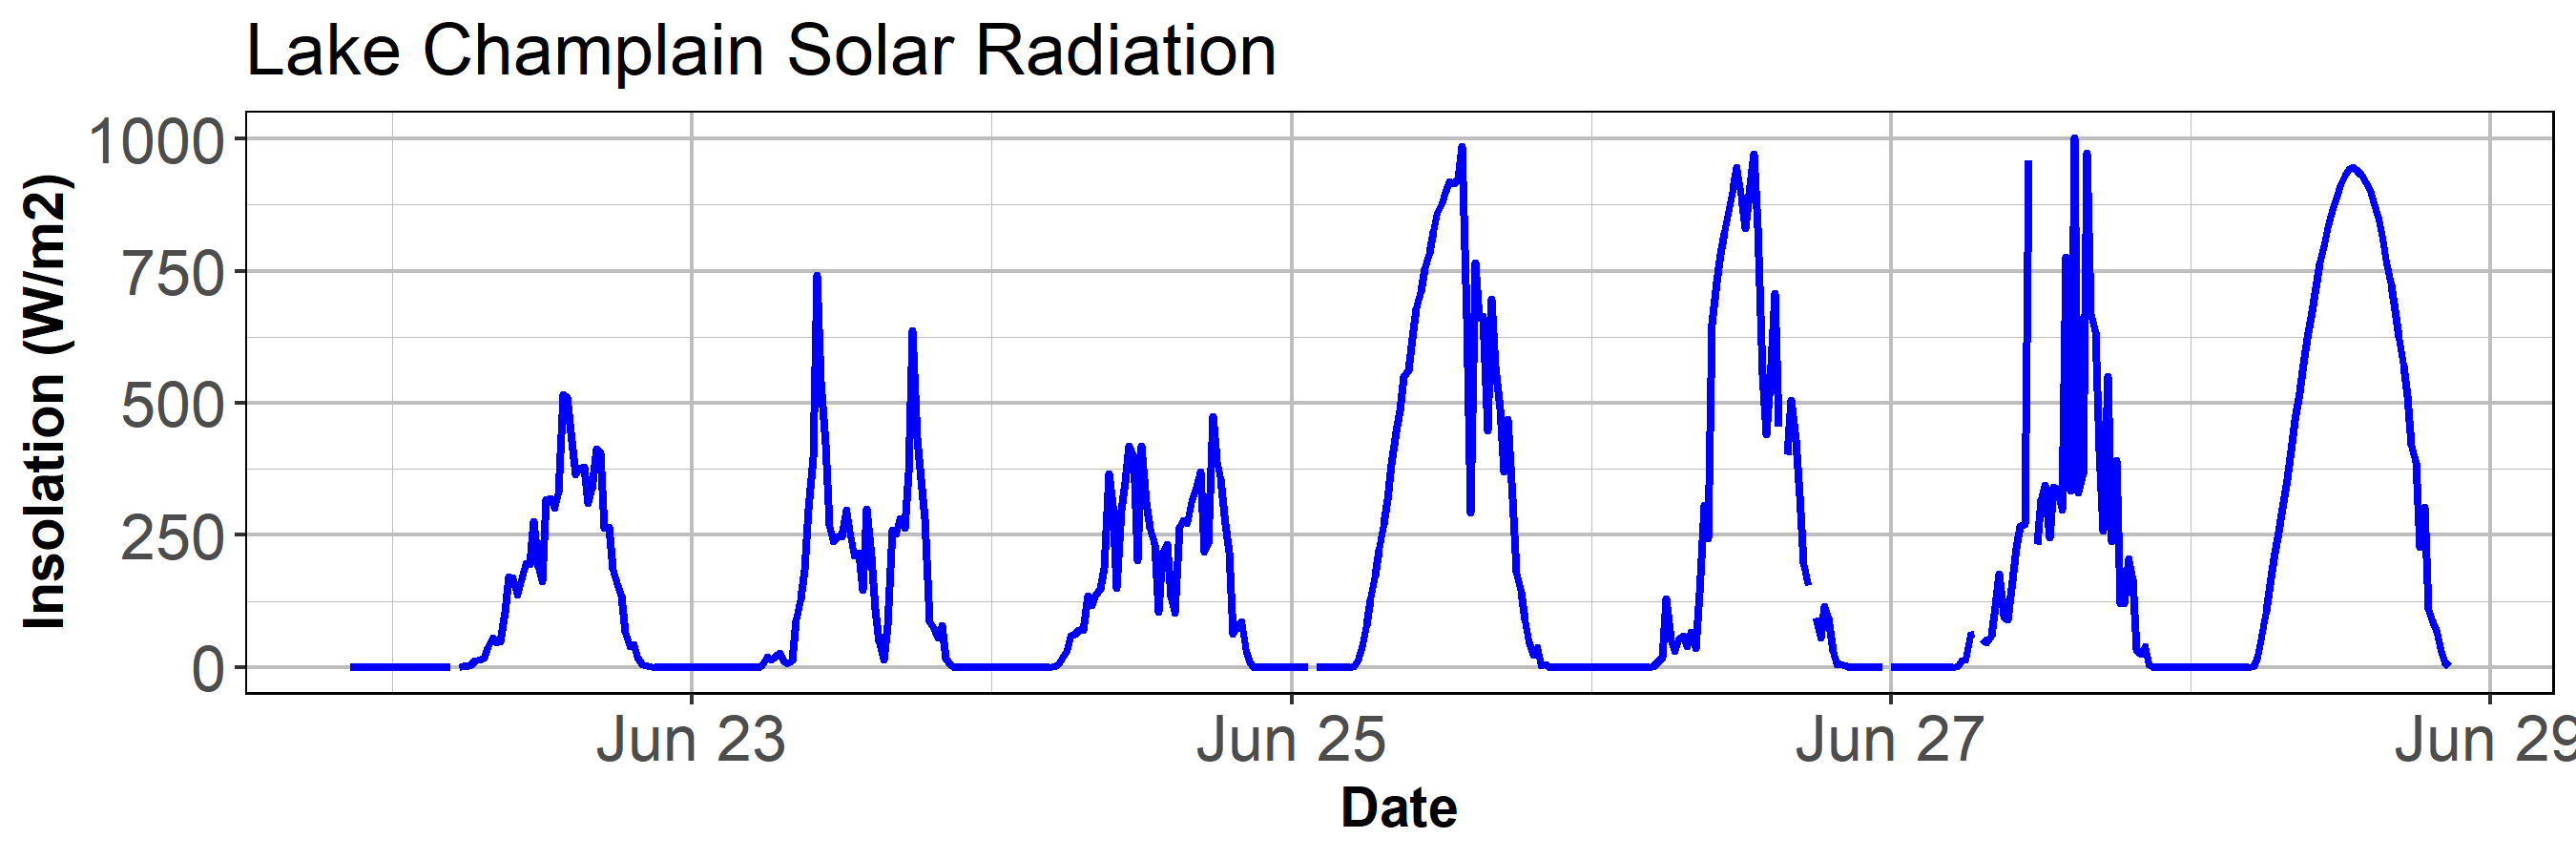 Lake Champlain Solar Radiation
1000
750
500
250
0
Insolation (W/m2)
Jun 23
Jun 25
Jun 27
Jun 29
Date